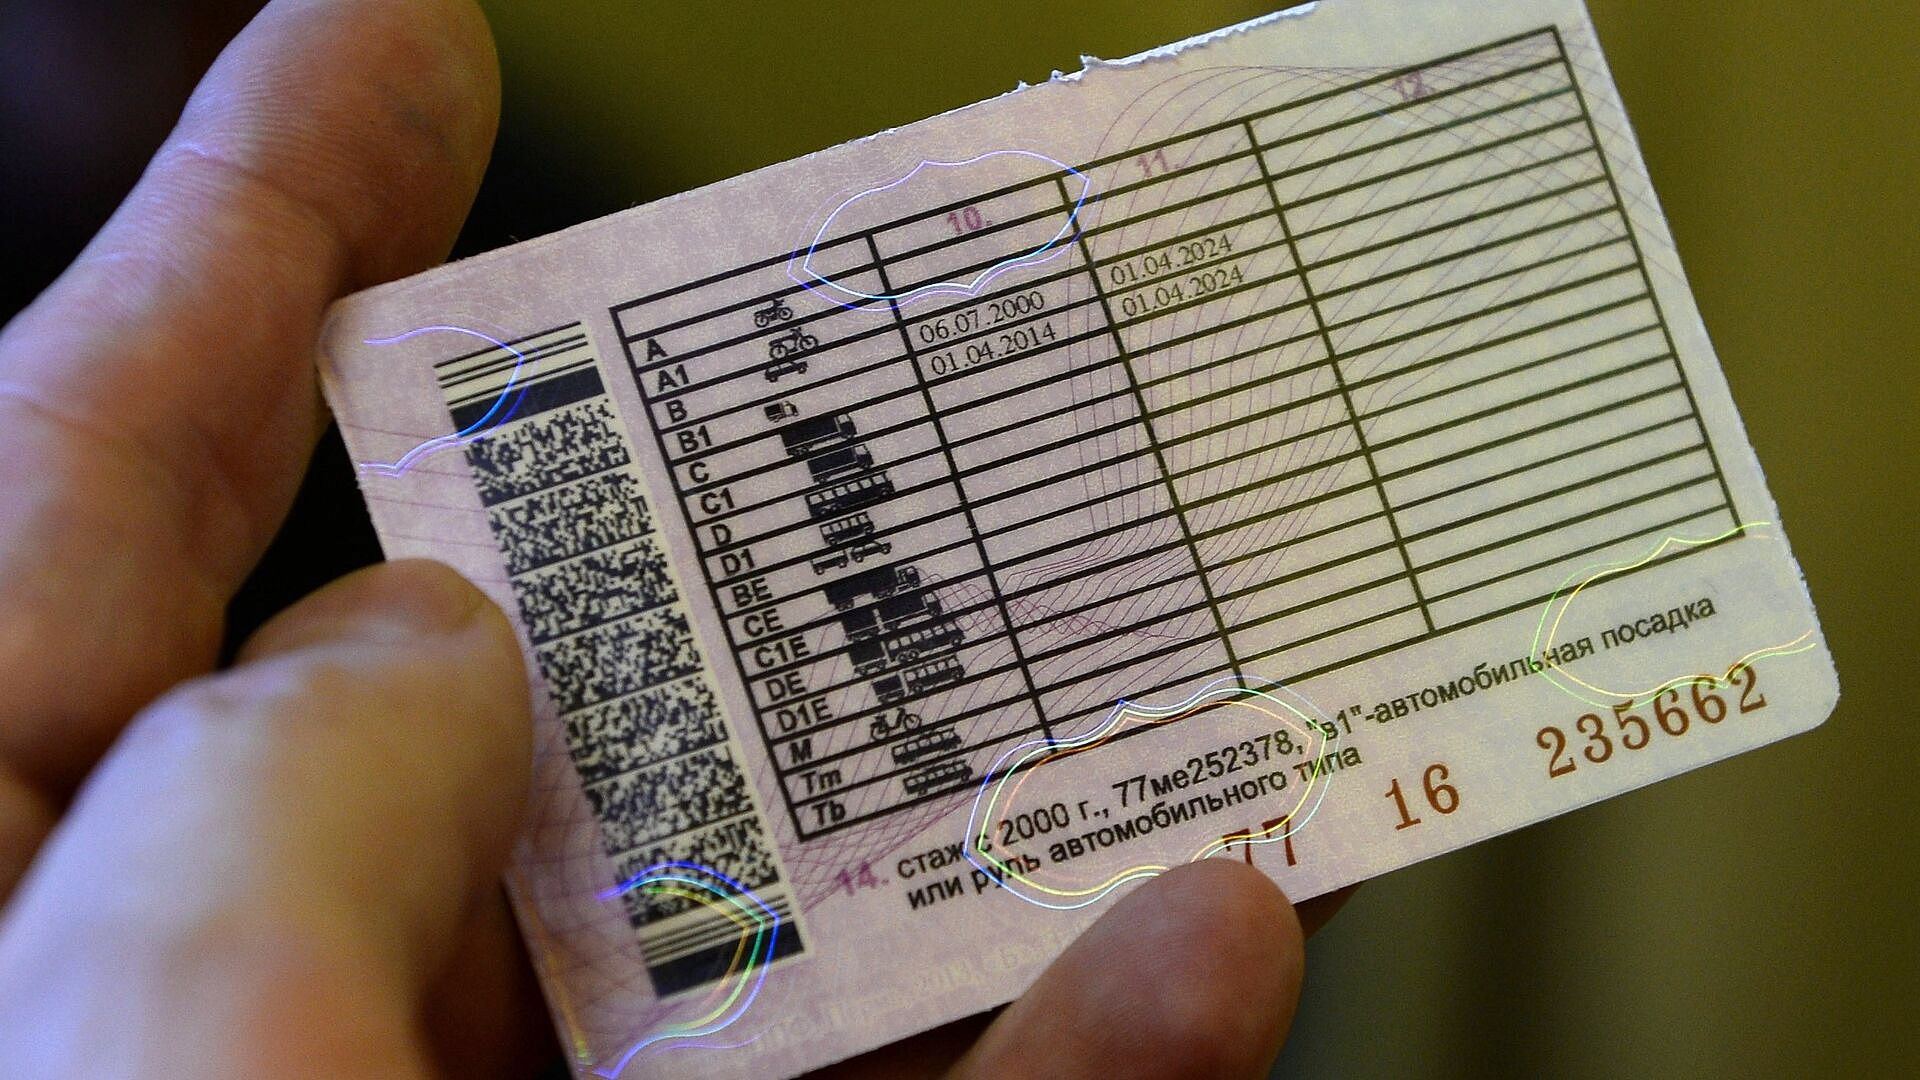 10. 11. 12.
A
A1
B 06.07.2000 01.04.2024
B1 01.04.2014 01.04.2024
C
C1
D
D1
BE
CE
C1E
DE
D1E
M
Tm
Tb
14. стаж с 2000 г., 77ме252378, "в1"-автомобильная посадка
или руль автомобильного типа
77 16 235662